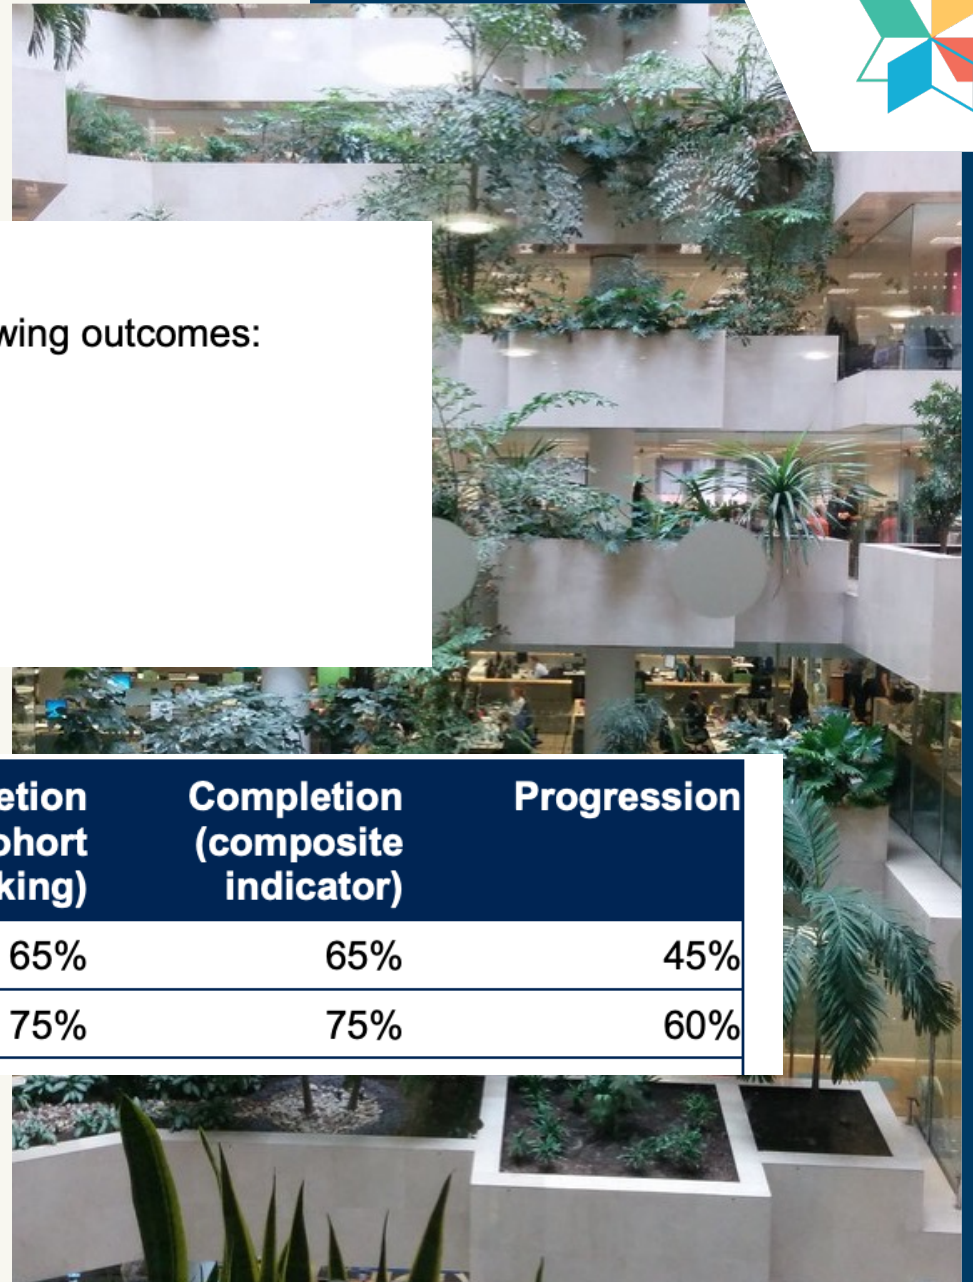 wing outcomes:
etion Completion Progression
ohort (composite
king) indicator)
65% 65% 45%
75% 75% 60%